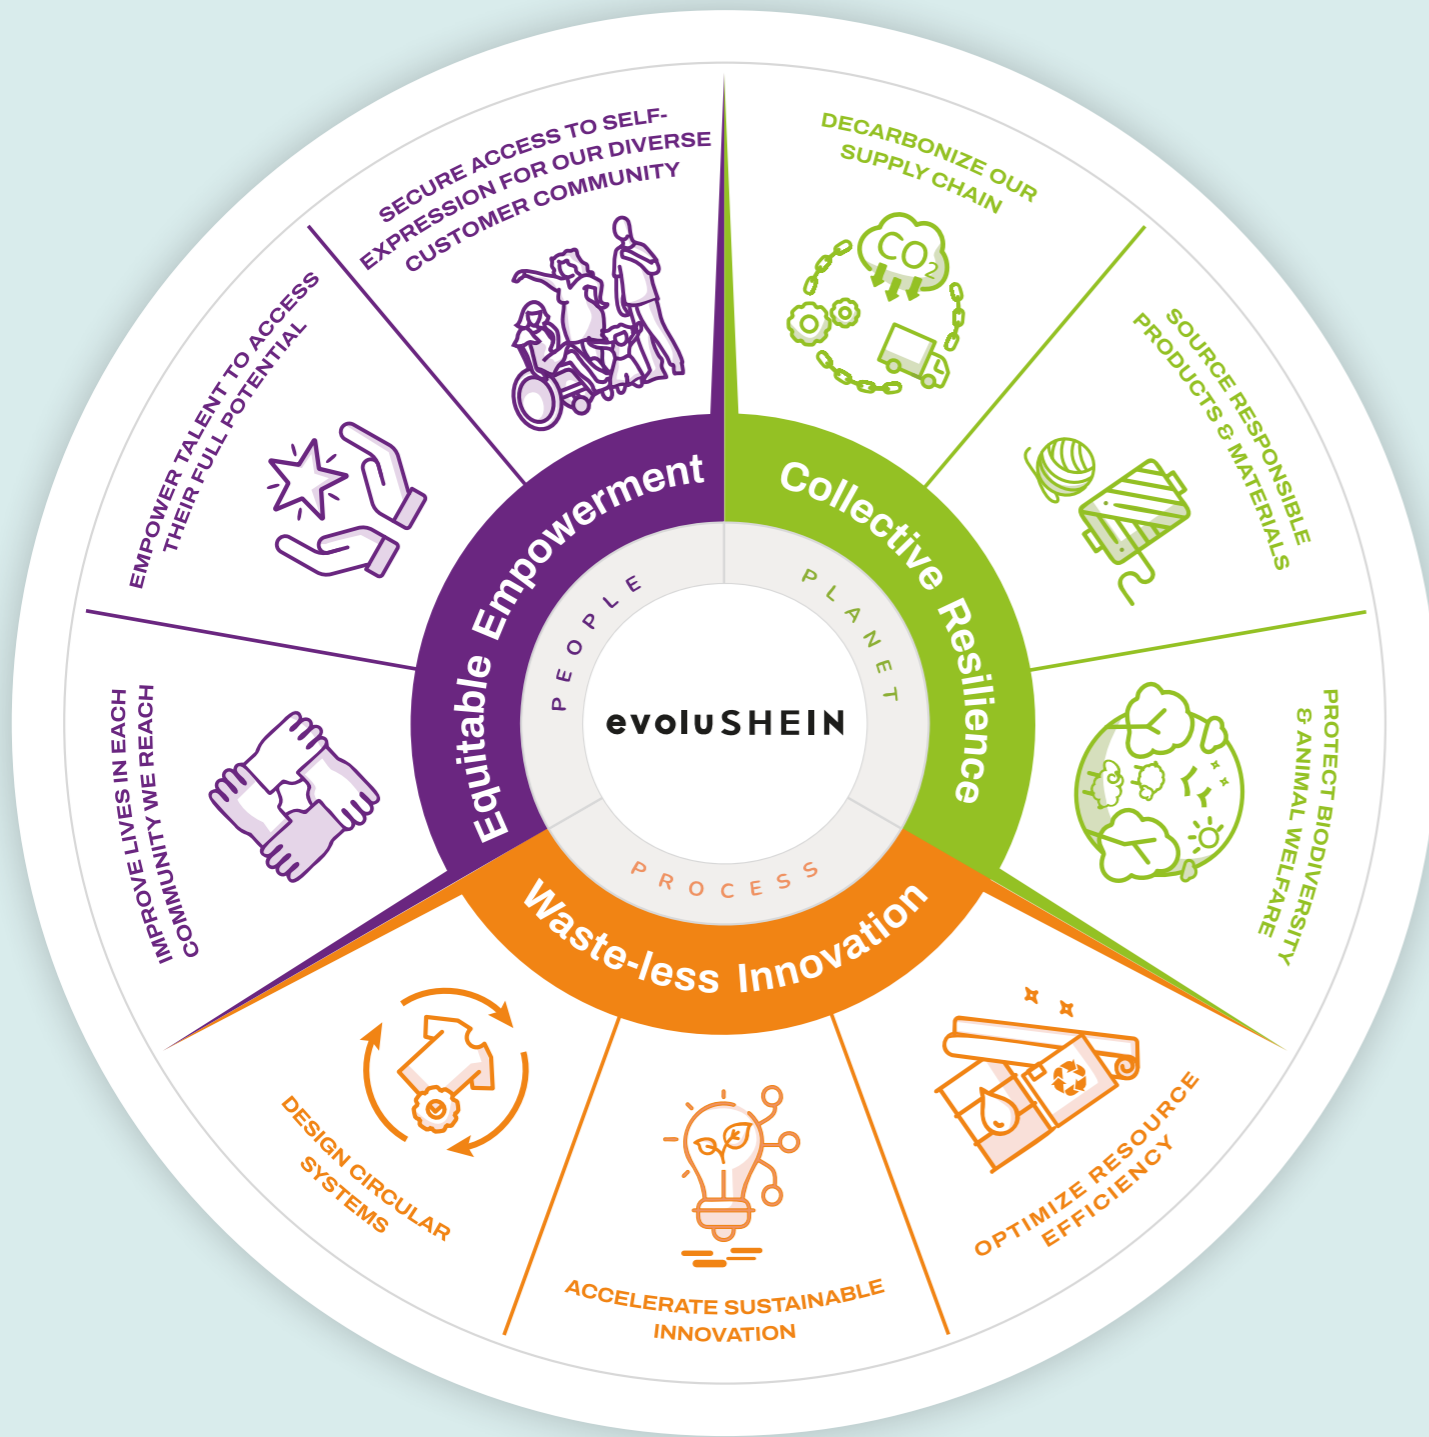 SECURE ACCESS TO SELF-
EXPRESSION FOR OUR DIVERSE
CUSTOMER COMMUNITY
DECARBONIZE OUR
SUPPLY CHAIN
CO2
EMPOWER TALENT TO ACCESS
THEIR FULL POTENTIAL
SOURCE RESPONSIBLE
PRODUCTS & MATERIALS
Equitable Empowerment
Collective Resilience
PEOPLE
PLANET
evoluSHEIN
IMPROVE LIVES IN EACH
COMMUNITY WE REACH
PROTECT BIODIVERSITY
& ANIMAL WELFARE
PROCESS
Waste-less Innovation
DESIGN CIRCULAR
SYSTEMS
ACCELERATE SUSTAINABLE
INNOVATION
OPTIMIZE RESOURCE
EFFICIENCY